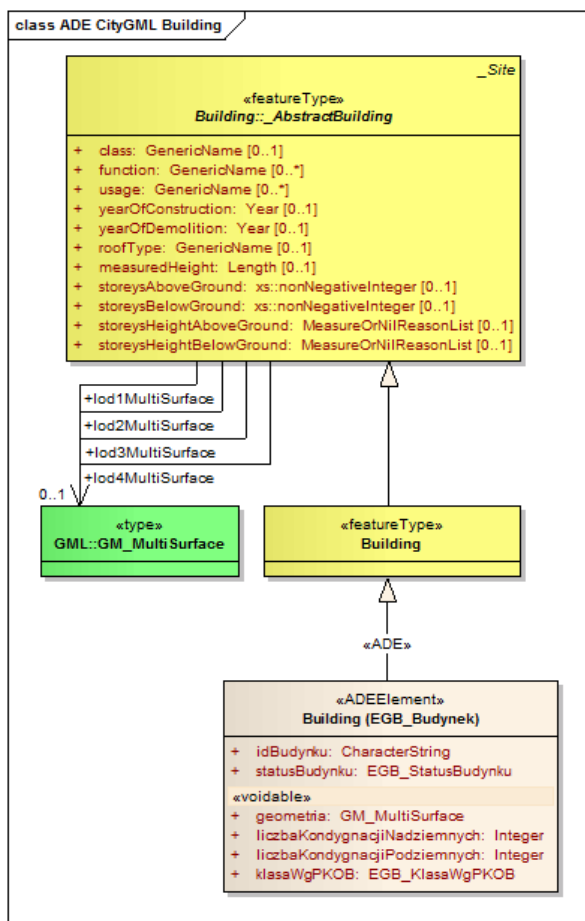 class ADE CityGML Building
_Site
«featureType»
Building::_AbstractBuilding
+ class: GenericName [0..1]
+ function: GenericName [0..*]
+ usage: GenericName [0..*]
+ yearOfConstruction: Year [0..1]
+ yearOfDemolition: Year [0..1]
+ roofType: GenericName [0..1]
+ measuredHeight: Length [0..1]
+ storeysAboveGround: xs::nonNegativeInteger [0..1]
+ storeysBelowGround: xs::nonNegativeInteger [0..1]
+ storeysHeightAboveGround: MeasureOrNilReasonList [0..1]
+ storeysHeightBelowGround: MeasureOrNilReasonList [0..1]
+lod1MultiSurface
+lod2MultiSurface
+lod3MultiSurface
+lod4MultiSurface
0..1
«type»
GML::GM_MultiSurface
«featureType»
Building
«ADE»
«ADEElement»
Building (EGB_Budynek)
+ idBudynku: CharacterString
+ statusBudynku: EGB_StatusBudynku
«voidable»
+ geometria: GM_MultiSurface
+ liczbaKondygnacjiNadziemnych: Integer
+ liczbaKondygnacjiPodziemnych: Integer
+ klasaWgPKOB: EGB_KlasaWgPKOB